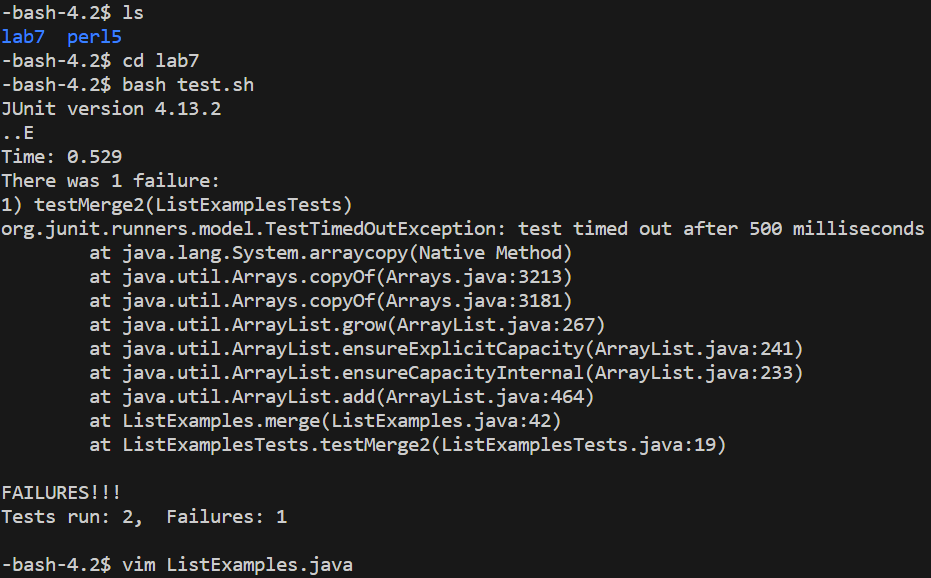 -bash-4.2$ ls
lab7  perl5
-bash-4.2$ cd lab7
-bash-4.2$ bash test.sh
JUnit version 4.13.2
..E
Time: 0.529
There was 1 failure:
1) testMerge2(ListExamplesTests)
org.junit.runners.model.TestTimedOutException: test timed out after 500 milliseconds
        at java.lang.System.arraycopy(Native Method)
        at java.util.Arrays.copyOf(Arrays.java:3213)
        at java.util.Arrays.copyOf(Arrays.java:3181)
        at java.util.ArrayList.grow(ArrayList.java:267)
        at java.util.ArrayList.ensureExplicitCapacity(ArrayList.java:241)
        at java.util.ArrayList.ensureCapacityInternal(ArrayList.java:233)
        at java.util.ArrayList.add(ArrayList.java:464)
        at ListExamples.merge(ListExamples.java:42)
        at ListExamplesTests.testMerge2(ListExamplesTests.java:19)

FAILURES!!!
Tests run: 2,  Failures: 1

-bash-4.2$ vim ListExamples.java